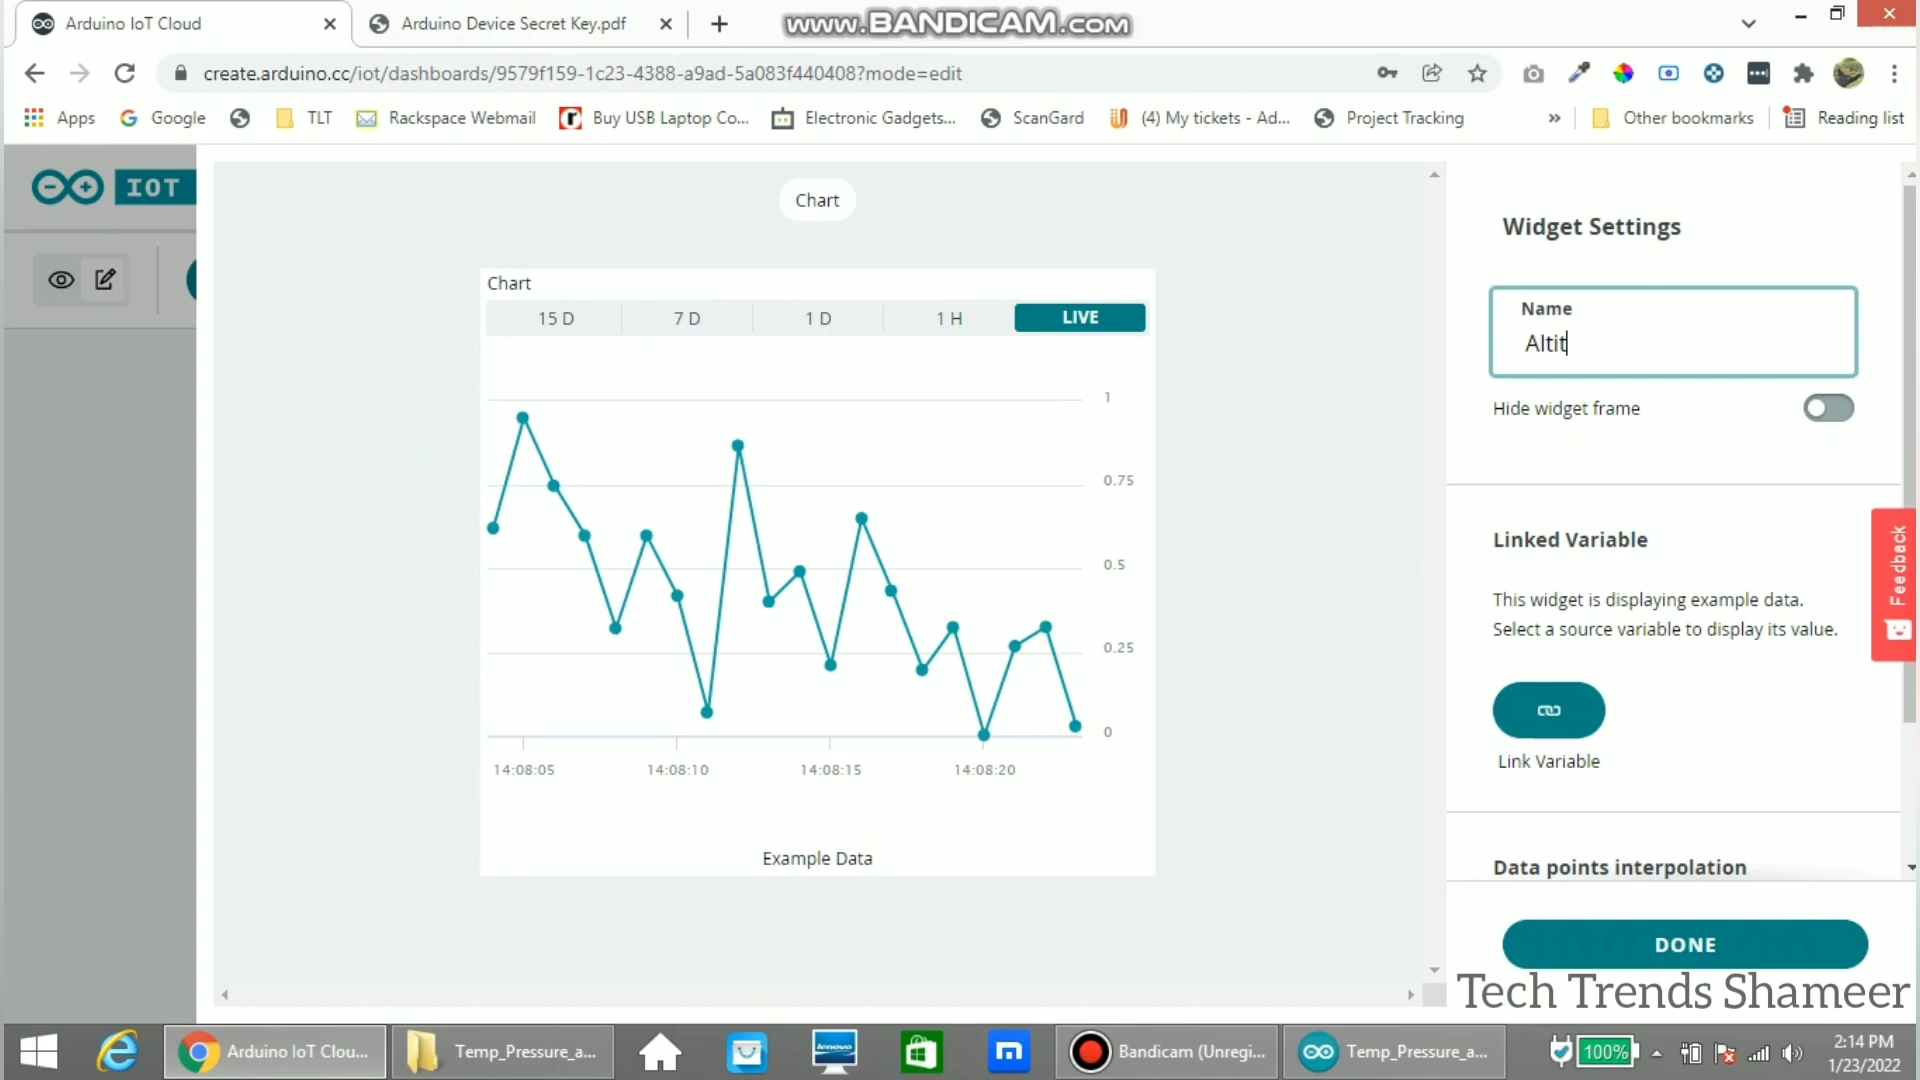 Arduino IoT Cloud
Arduino Device Secret Key.pdf
www.BANDICAM.com
create.arduino.cc/iot/dashboards/9579f159-1c23-4388-a9ad-5a083f440408?mode=edit
Apps
Google
TLT
Rackspace Webmail
Buy USB Laptop Co...
Electronic Gadgets...
ScanGard
(4) My tickets - Ad...
Project Tracking
»
Other bookmarks
Reading list
IOT
Chart
Chart
15 D
7 D
1 D
1 H
LIVE
1
0.75
0.5
0.25
0
14:08:05
14:08:10
14:08:15
14:08:20
Example Data
Widget Settings
Name
Altit
Hide widget frame
Linked Variable
This widget is displaying example data.
Select a source variable to display its value.
Link Variable
Data points interpolation
DONE
Feedback
Tech Trends Shameer
Arduino IoT Clou...
Temp_Pressure_a...
lenovo
Bandicam (Unregi...
Temp_Pressure_a...
100%
2:14 PM
1/23/2022